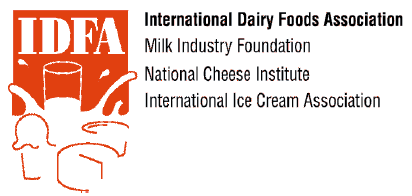 IDFA
International Dairy Foods Association
Milk Industry Foundation
National Cheese Institute
International Ice Cream Association